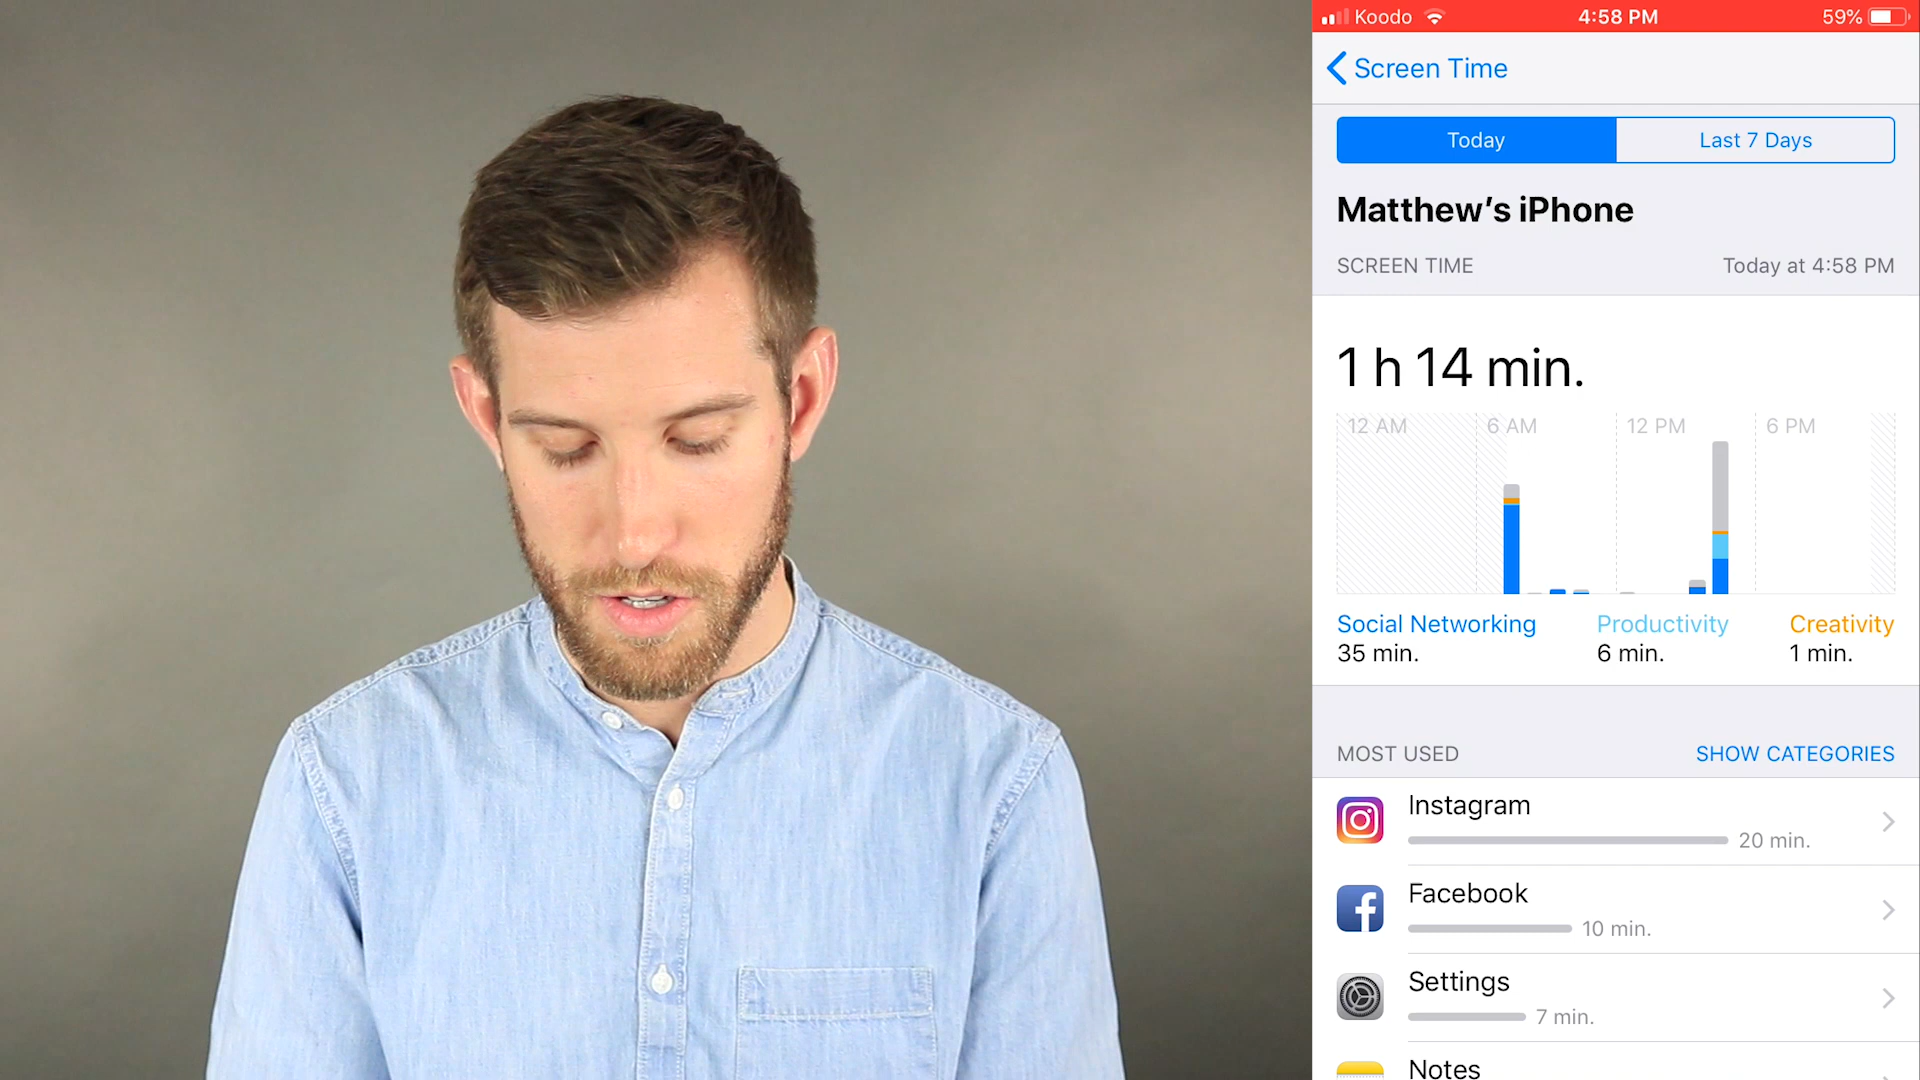 Koodo 4:58 PM 59%
Screen Time
Today Last 7 Days
Matthew's iPhone
SCREEN TIME Today at 4:58 PM
1 h 14 min.
12 AM 6 AM 12 PM 6 PM
Social Networking Productivity Creativity
35 min. 6 min. 1 min.
MOST USED SHOW CATEGORIES
Instagram
20 min.
Facebook
10 min.
Settings
7 min.
Notes